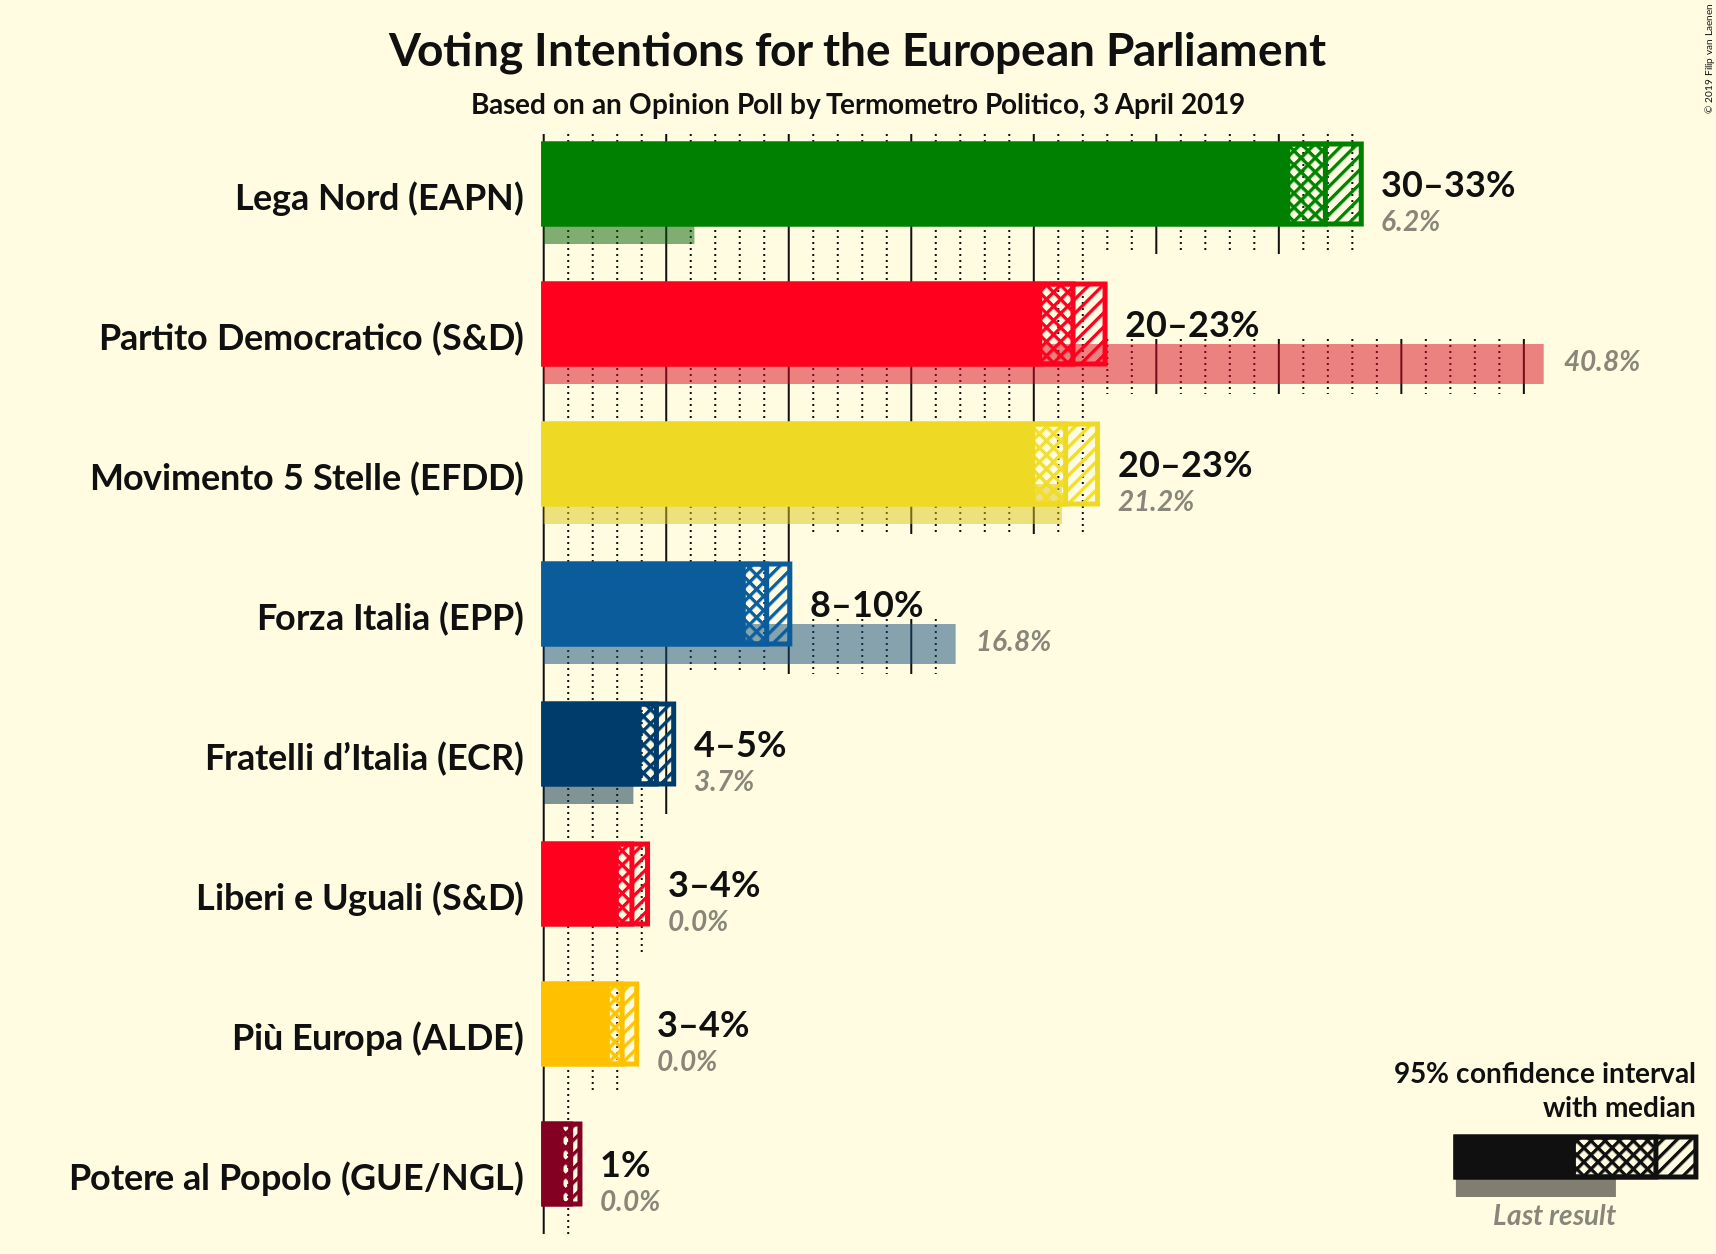 Voting Intentions for the European Parliament
Based on an Opinion Poll by Termometro Politico, 3 April 2019
© 2019 Filip van Laenen
Lega Nord (EAPN)
30–33%
6.2%
Partito Democratico (S&D)
20–23%
40.8%
Movimento 5 Stelle (EFDD)
20–23%
21.2%
Forza Italia (EPP)
8–10%
16.8%
Fratelli d’Italia (ECR)
4–5%
3.7%
Liberi e Uguali (S&D)
3–4%
0.0%
Più Europa (ALDE)
3–4%
0.0%
Potere al Popolo (GUE/NGL)
1%
0.0%
95% confidence interval
with median
Last result